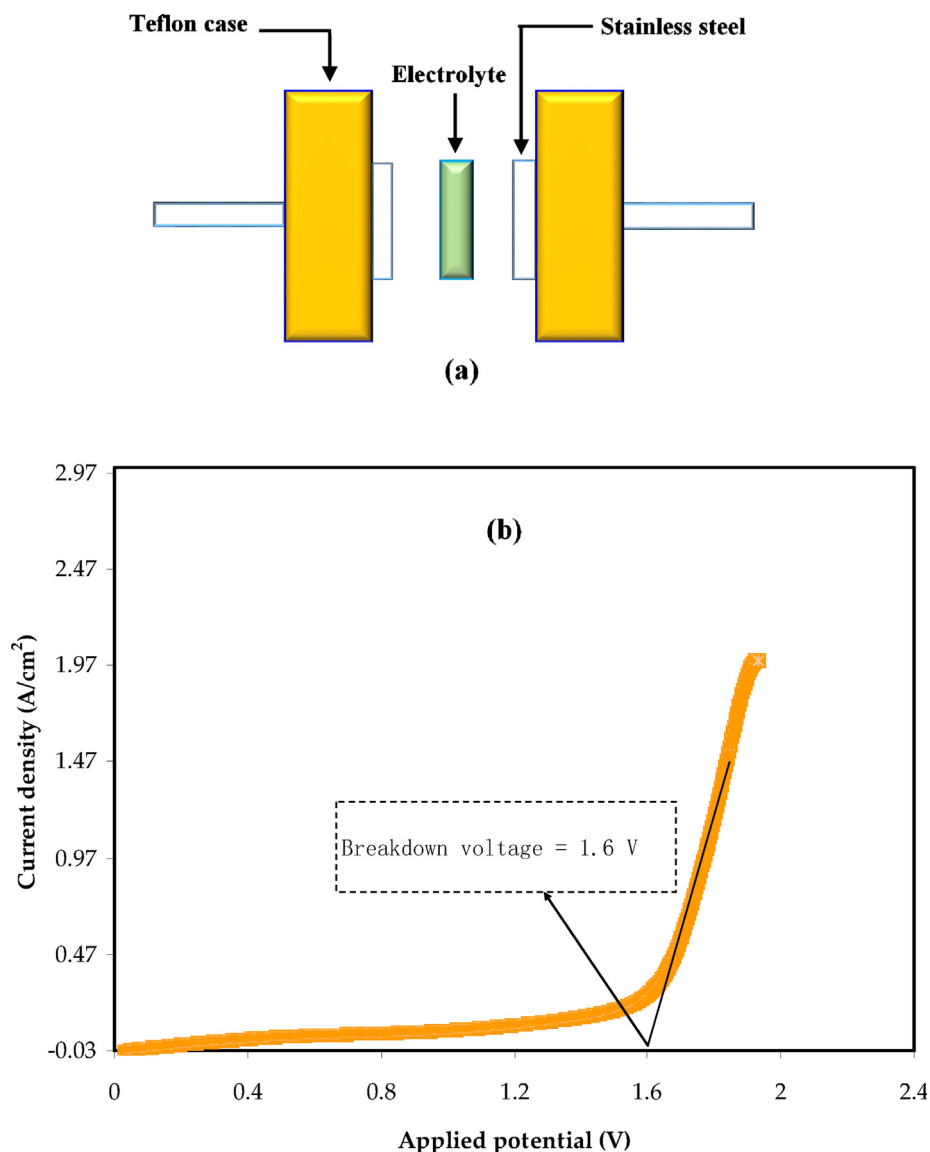 Teflon case
Stainless steel
Electrolyte
(a)
(b)
2.97
2.47
1.97
1.47
0.97
0.47
-0.03
Current density (A/cm²)
Breakdown voltage = 1.6 V
0 0.4 0.8 1.2 1.6 2 2.4
Applied potential (V)